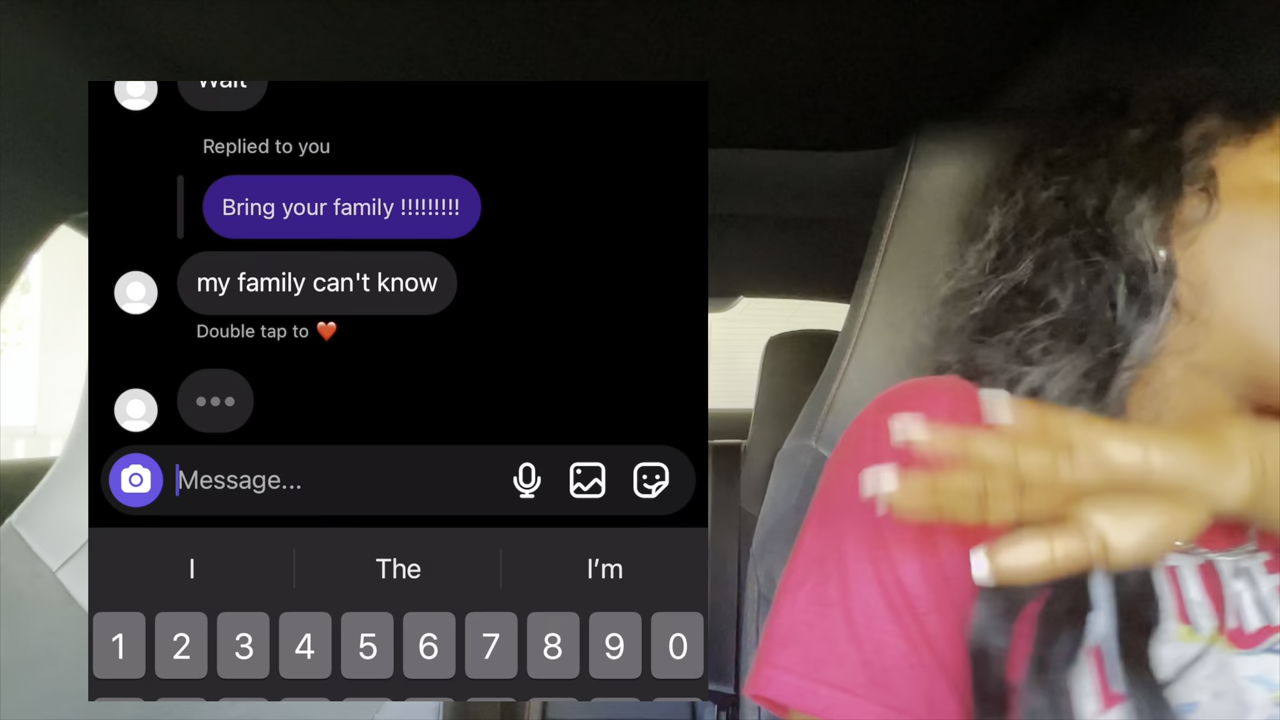 Wait
Replied to you
Bring your family !!!!!!!!!
my family can't know
Double tap to ❤️
Message...
I The I'm
1 2 3 4 5 6 7 8 9 0